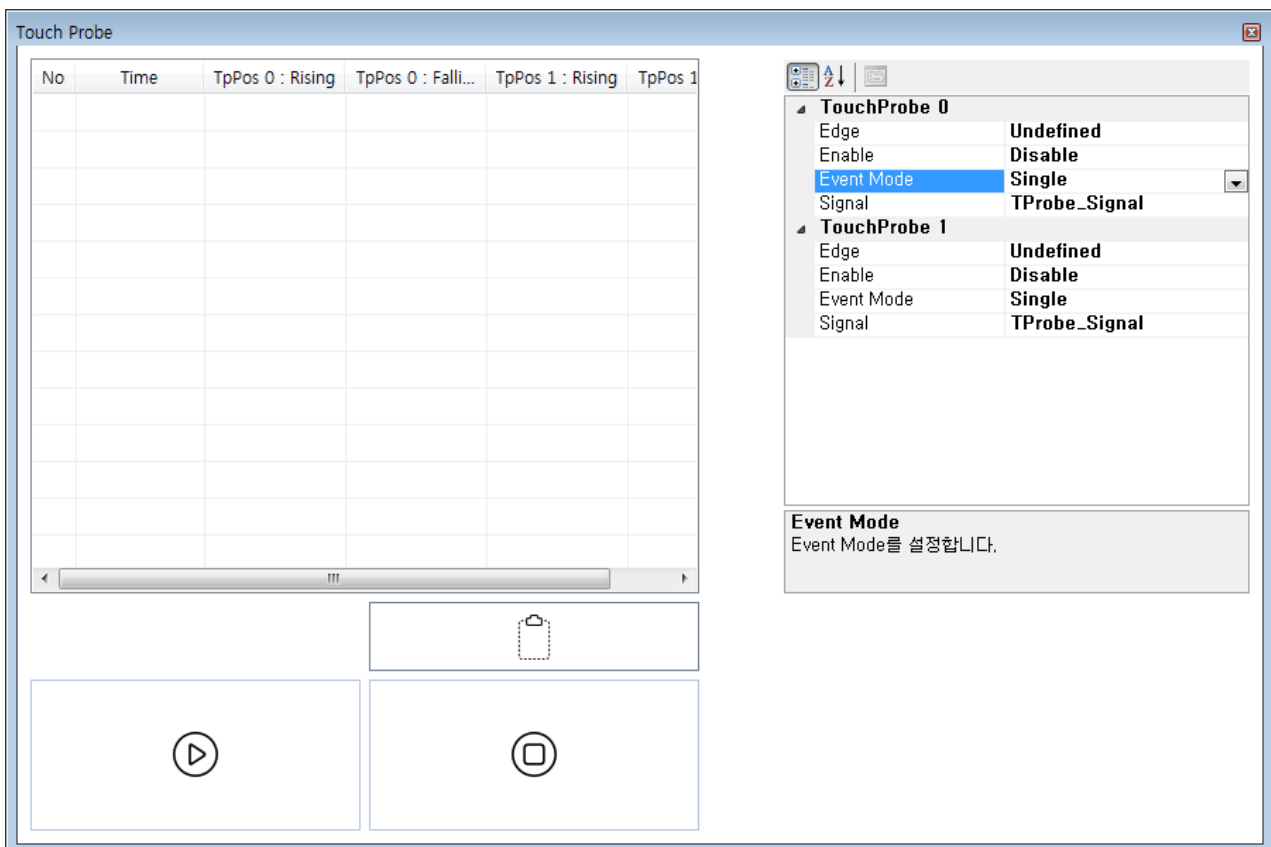 Touch Probe
No Time TpPos 0 : Rising TpPos 0 : Falli... TpPos 1 : Rising TpPos 1
TouchProbe 0
Edge Undefined
Enable Disable
Event Mode Single
Signal TProbe_Signal
TouchProbe 1
Edge Undefined
Enable Disable
Event Mode Single
Signal TProbe_Signal
Event Mode
Event Mode를 설정합니다.